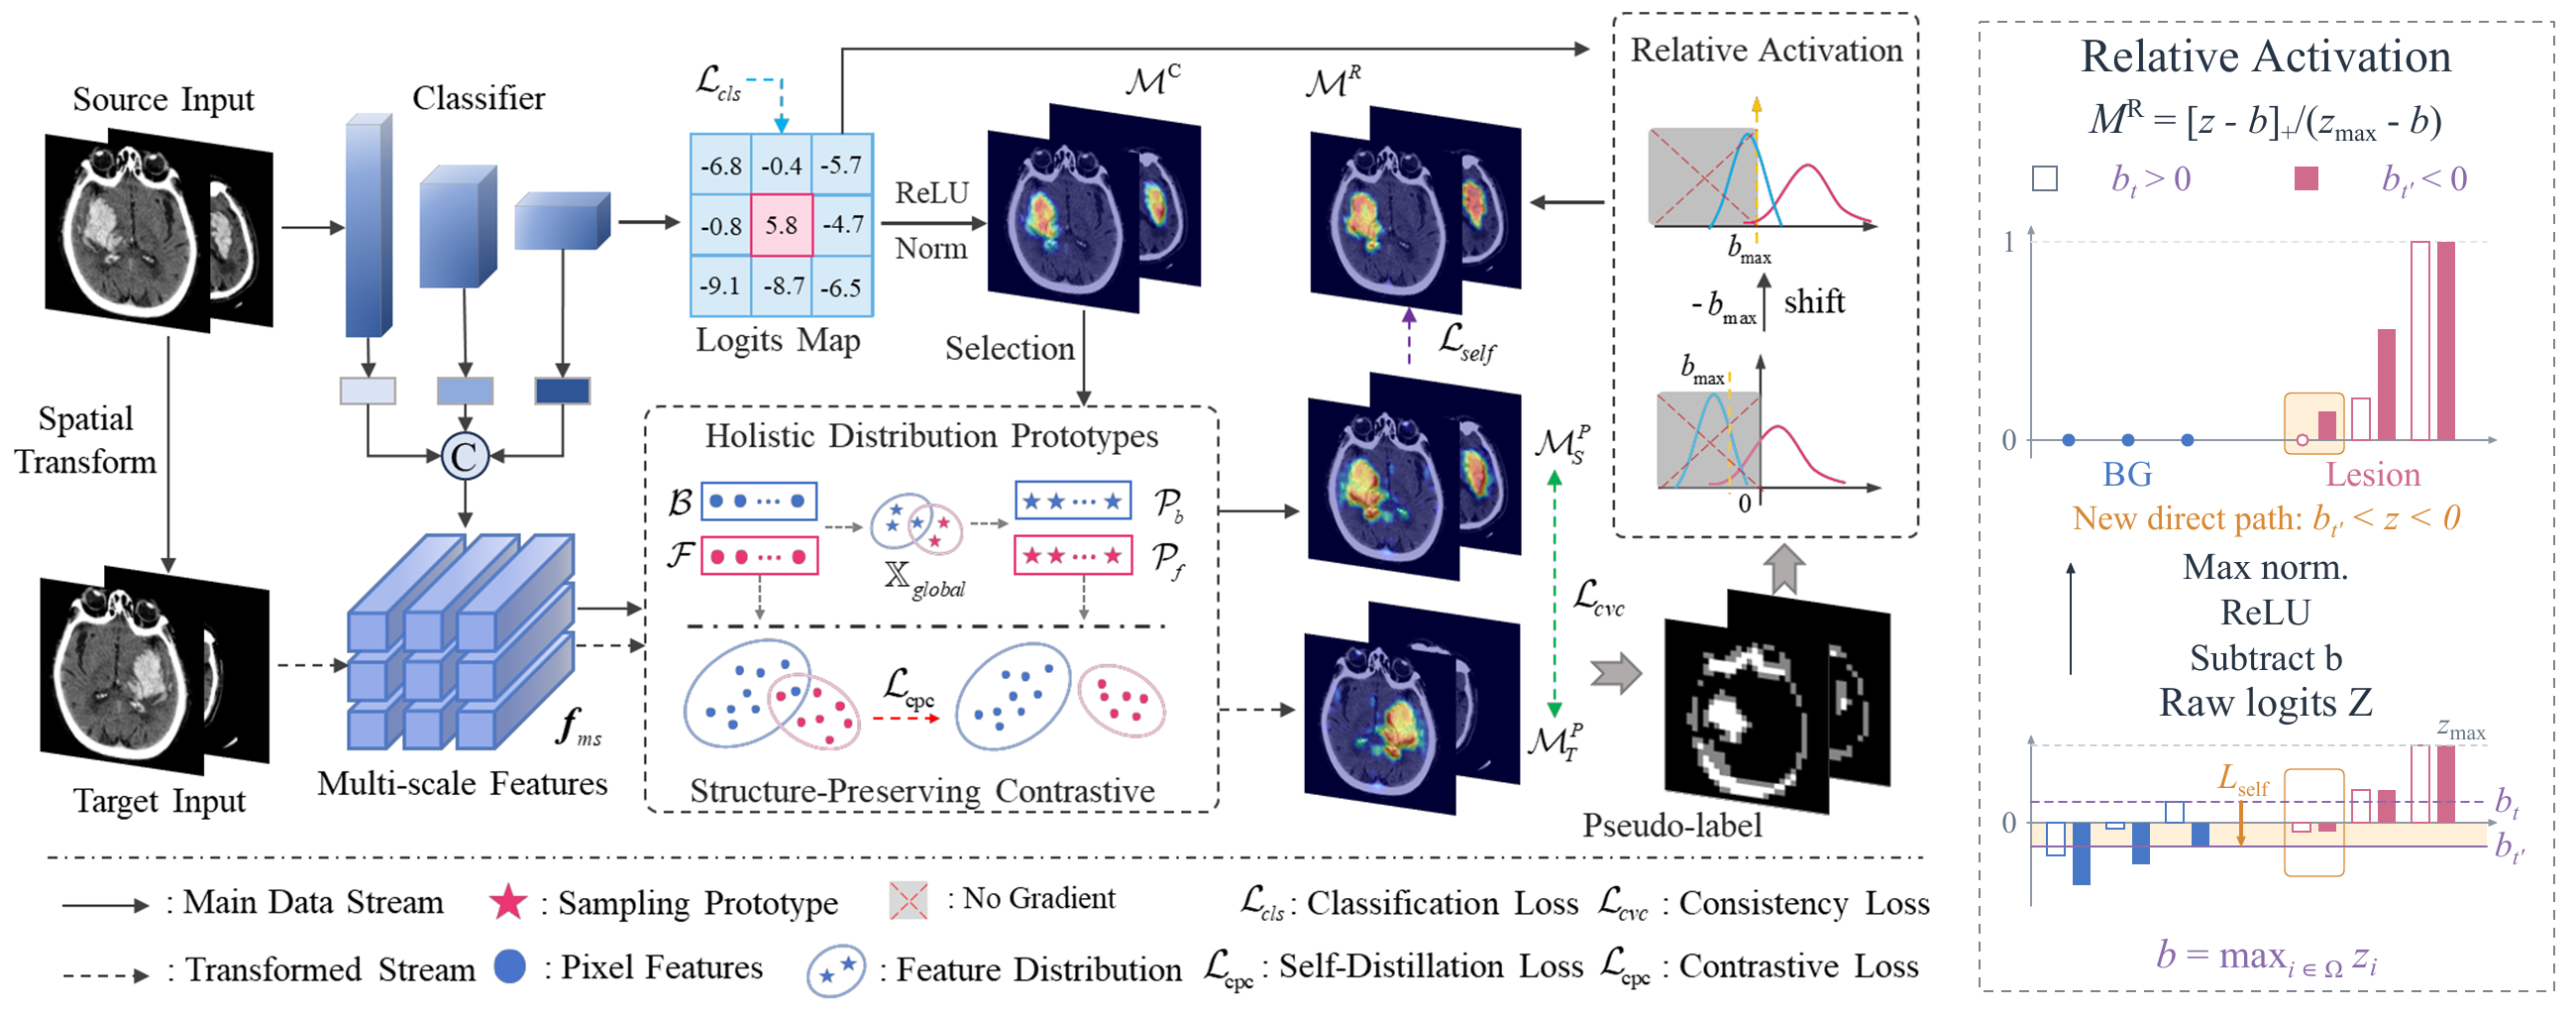 Source Input
Classifier
ℒcls
-6.8 -0.4 -5.7
-0.8 5.8 -4.7
-9.1 -8.7 -6.5
Logits Map
ReLU
Norm
ℳC
ℳR
Selection
ℒself
Relative Activation
bmax
- bmax shift
bmax
0
Spatial
Transform
C
Holistic Distribution Prototypes
ℬ ··· 𝒫b
ℱ ··· 𝒫f
𝕏global
ℒcpc
Structure-Preserving Contrastive
ℳSP
ℒcvc
ℳTP
Target Input
fms
Multi-scale Features
Pseudo-label
: Main Data Stream
: Sampling Prototype
: No Gradient
ℒcls : Classification Loss
ℒcvc : Consistency Loss
: Transformed Stream
: Pixel Features
: Feature Distribution
ℒcpc : Self-Distillation Loss
ℒcpc : Contrastive Loss
Relative Activation
MR = [z - b]+/(zmax - b)
bt > 0 bt' < 0
1
0
BG Lesion
New direct path: bt' < z < 0
Max norm.
ReLU
Subtract b
Raw logits Z
zmax
Lself
bt
0
bt'
b = maxi ∈ Ω zi